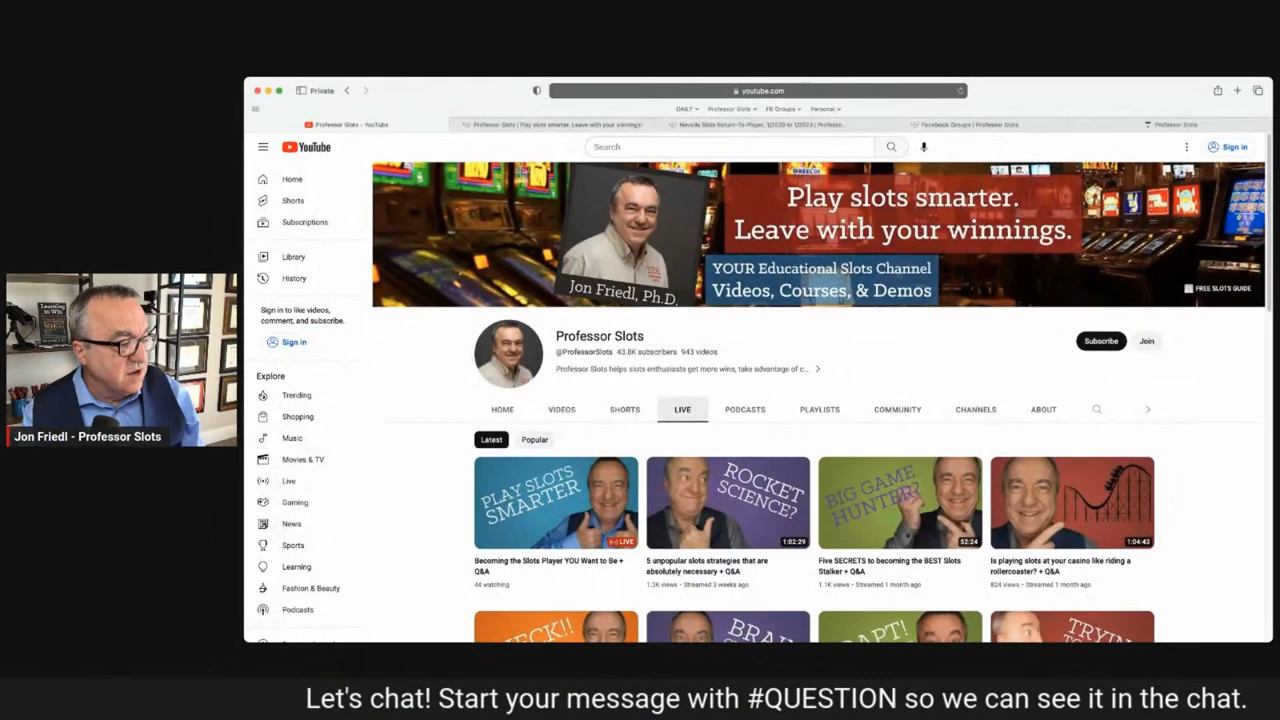 Private
youtube.com
DAILY Professor Slots FB Groups Personal
Professor Slots - YouTube
Professor Slots | Play slots smarter. Leave with your winnings!
Nevada Slots Return-To-Player, 1/2020 to 1/2023 | Professo...
Facebook Groups | Professor Slots
Professor Slots
YouTube
Search
Sign in
Home
Shorts
Subscriptions
Library
History
Sign in to like videos,
comment, and subscribe.
Sign in
Explore
Trending
Shopping
Music
Movies & TV
Live
Gaming
News
Sports
Learning
Fashion & Beauty
Podcasts
Play slots smarter.
Leave with your winnings.
YOUR Educational Slots Channel
Videos, Courses, & Demos
Jon Friedl, Ph.D.
FREE SLOTS GUIDE
Professor Slots
@ProfessorSlots 43.8K subscribers 943 videos
Professor Slots helps slots enthusiasts get more wins, take advantage of c...
Subscribe
Join
HOME VIDEOS SHORTS LIVE PODCASTS PLAYLISTS COMMUNITY CHANNELS ABOUT
Latest Popular
PLAY SLOTS
SMARTER
LIVE
Becoming the Slots Player YOU Want to Be +
Q&A
44 watching
ROCKET
SCIENCE?
1:02:29
5 unpopular slots strategies that are
absolutely necessary + Q&A
1.3K views • Streamed 3 weeks ago
BIG GAME
HUNTER?
52:24
Five SECRETS to becoming the BEST Slots
Stalker + Q&A
1.1K views • Streamed 1 month ago
1:04:43
Is playing slots at your casino like riding a
rollercoaster? + Q&A
824 views • Streamed 1 month ago
ADAPT!
TRYIN
Learning
to Win
Jon Friedl - Professor Slots
Let's chat! Start your message with #QUESTION so we can see it in the chat.